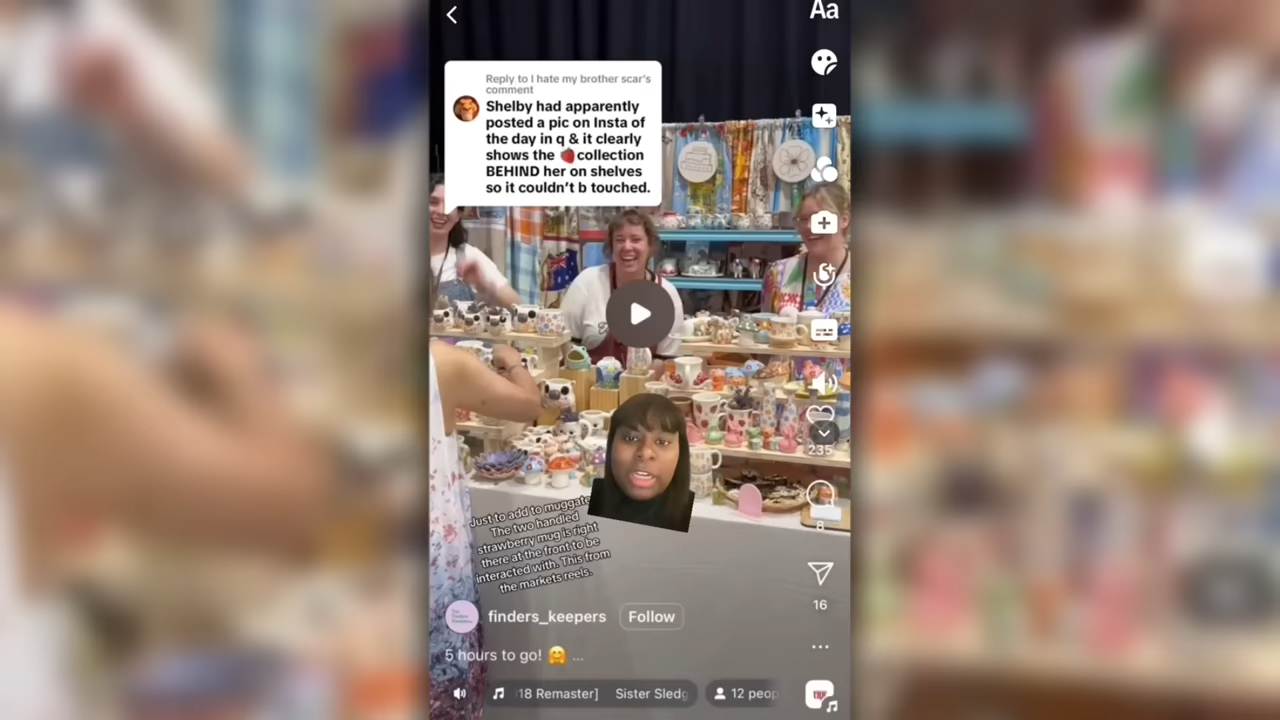 Aa
Reply to I hate my brother scar's
comment
Shelby had apparently
posted a pic on Insta of
the day in q & it clearly
shows the 🍓collection
BEHIND her on shelves
so it couldn't b touched.
235
8
Just to add to muggate
The two handled
strawberry mug is right
there at the front to be
interacted with. This from
the markets reels.
16
finders_keepers
Follow
5 hours to go! 🤗 ...
18 Remaster] Sister Sledg
12 peop